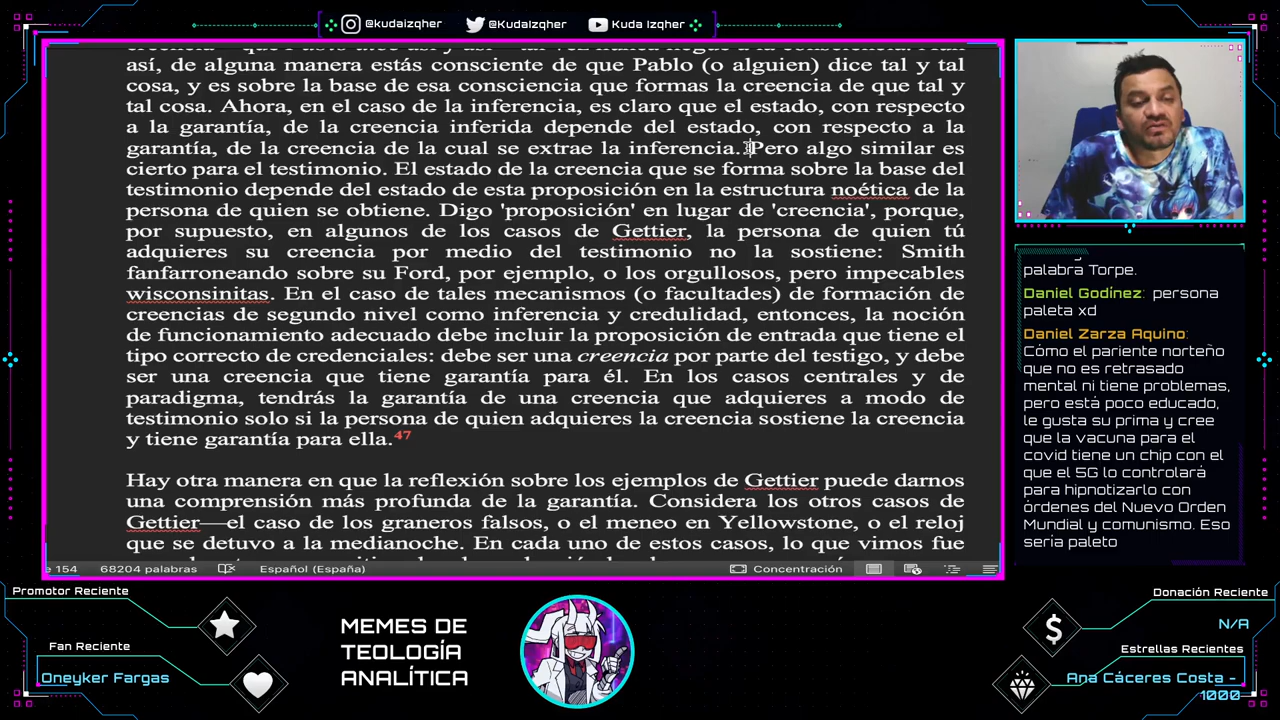 @kudaizqher
@Kudaizqher
Kuda Izqher
así, de alguna manera estás consciente de que Pablo (o alguien) dice tal y tal
cosa, y es sobre la base de esa consciencia que formas la creencia de que tal y
tal cosa. Ahora, en el caso de la inferencia, es claro que el estado, con respecto
a la garantía, de la creencia inferida depende del estado, con respecto a la
garantía, de la creencia de la cual se extrae la inferencia. Pero algo similar es
cierto para el testimonio. El estado de la creencia que se forma sobre la base del
testimonio depende del estado de esta proposición en la estructura noética de la
persona de quien se obtiene. Digo 'proposición' en lugar de 'creencia', porque,
por supuesto, en algunos de los casos de Gettier, la persona de quien tú
adquieres su creencia por medio del testimonio no la sostiene: Smith
fanfarroneando sobre su Ford, por ejemplo, o los orgullosos, pero impecables
wisconsinitas. En el caso de tales mecanismos (o facultades) de formación de
creencias de segundo nivel como inferencia y credulidad, entonces, la noción
de funcionamiento adecuado debe incluir la proposición de entrada que tiene el
tipo correcto de credenciales: debe ser una creencia por parte del testigo, y debe
ser una creencia que tiene garantía para él. En los casos centrales y de
paradigma, tendrás la garantía de una creencia que adquieres a modo de
testimonio solo si la persona de quien adquieres la creencia sostiene la creencia
y tiene garantía para ella.47
Hay otra manera en que la reflexión sobre los ejemplos de Gettier puede darnos
una comprensión más profunda de la garantía. Considera los otros casos de
Gettier—el caso de los graneros falsos, o el meneo en Yellowstone, o el reloj
que se detuvo a la medianoche. En cada uno de estos casos, lo que vimos fue
e 154
68204 palabras
Español (España)
Concentración
palabra Torpe.
Daniel Godínez: persona
paleta xd
Daniel Zarza Aquino:
Cómo el pariente norteño
que no es retrasado
mental ni tiene problemas,
pero está poco educado,
le gusta su prima y cree
que la vacuna para el
covid tiene un chip con el
que el 5G lo controlará
para hipnotizarlo con
órdenes del Nuevo Orden
Mundial y comunismo. Eso
sería paleto
Promotor Reciente
Fan Reciente
Oneyker Fargas
MEMES DE
TEOLOGÍA
ANALÍTICA
Donación Reciente
N/A
Estrellas Recientes
Ana Cáceres Costa -
1000